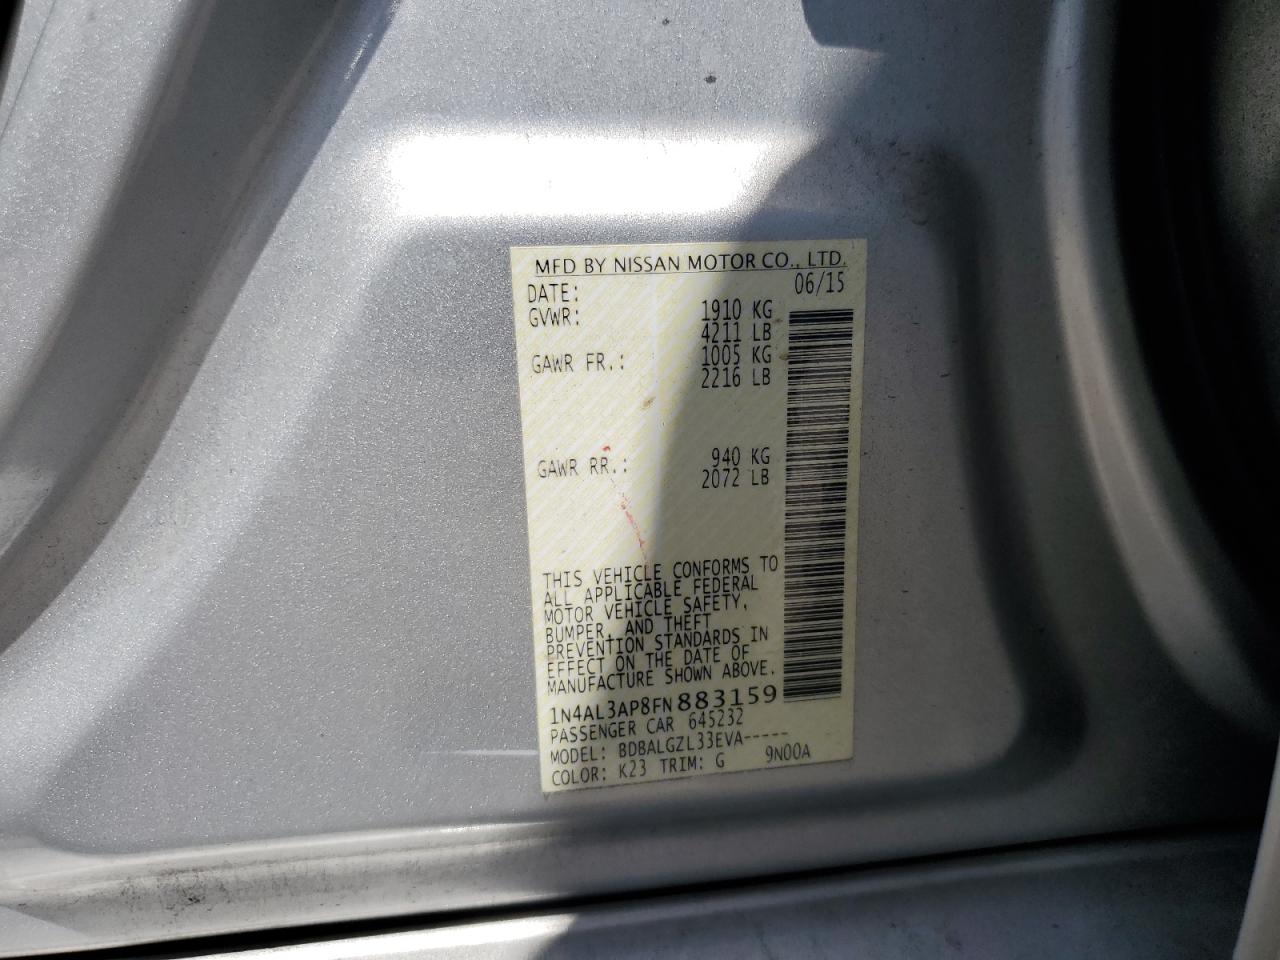 MFD BY NISSAN MOTOR CO., LTD.
DATE: 06/15
GVWR: 1910 KG
4211 LB
GAWR FR.: 1005 KG
2216 LB
GAWR RR.: 940 KG
2072 LB
THIS VEHICLE CONFORMS TO
ALL APPLICABLE FEDERAL
MOTOR VEHICLE SAFETY,
BUMPER, AND THEFT
PREVENTION STANDARDS IN
EFFECT ON THE DATE OF
MANUFACTURE SHOWN ABOVE.
1N4AL3AP8FN883159
PASSENGER CAR 645232
MODEL: BDBALGZL33EVA-----
COLOR: K23 TRIM: G 9N00A